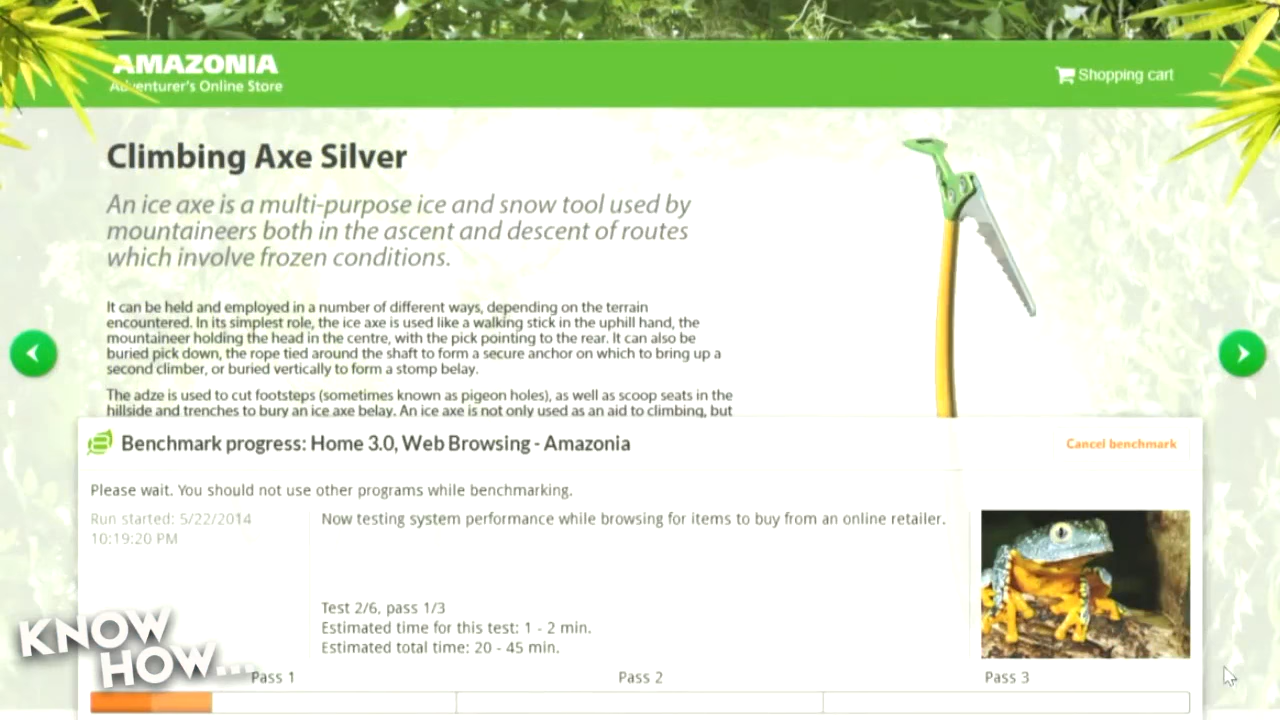 AMAZONIA
Adventurer's Online Store
Shopping cart
Climbing Axe Silver
An ice axe is a multi-purpose ice and snow tool used by
mountaineers both in the ascent and descent of routes
which involve frozen conditions.
It can be held and employed in a number of different ways, depending on the terrain
encountered. In its simplest role, the ice axe is used like a walking stick in the uphill hand, the
mountaineer holding the head in the centre, with the pick pointing to the rear. It can also be
buried pick down, the rope tied around the shaft to form a secure anchor on which to bring up a
second climber, or buried vertically to form a stomp belay.
The adze is used to cut footsteps (sometimes known as pigeon holes), as well as scoop seats in the
hillside and trenches to bury an ice axe belay. An ice axe is not only used as an aid to climbing, but
Benchmark progress: Home 3.0, Web Browsing - Amazonia
Cancel benchmark
Please wait. You should not use other programs while benchmarking.
Run started: 5/22/2014
10:19:20 PM
Now testing system performance while browsing for items to buy from an online retailer.
Test 2/6, pass 1/3
Estimated time for this test: 1 - 2 min.
Estimated total time: 20 - 45 min.
KNOW
HOW...
Pass 1
Pass 2
Pass 3